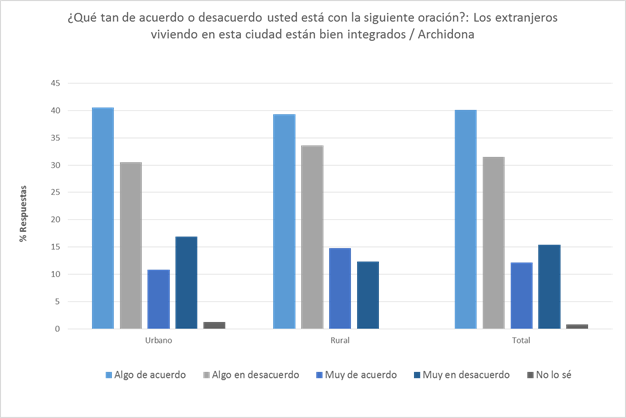 ¿Qué tan de acuerdo o desacuerdo usted está con la siguiente oración?: Los extranjeros
viviendo en esta ciudad están bien integrados / Archidona
45
40
35
30
25
20
15
10
5
0
% Respuestas
Urbano Rural Total
Algo de acuerdo Algo en desacuerdo Muy de acuerdo Muy en desacuerdo No lo sé